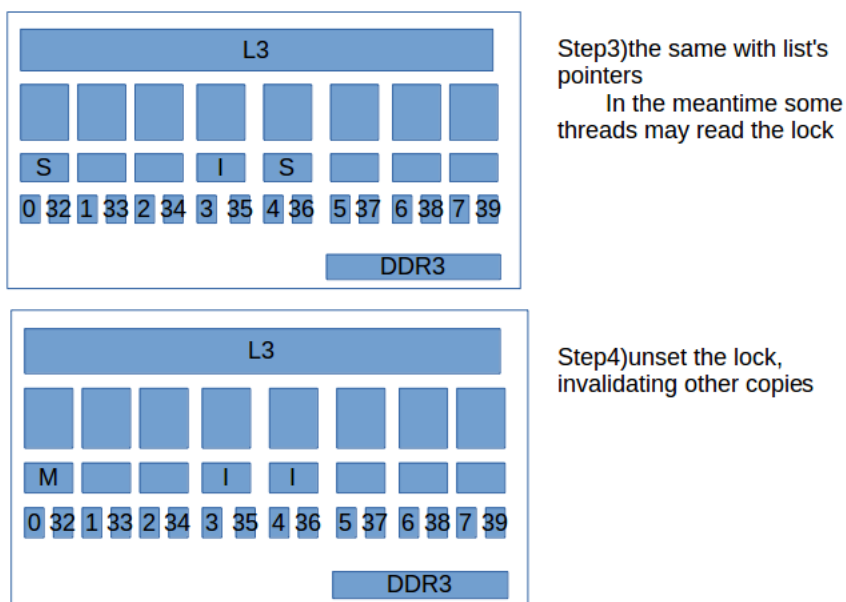 L3
Step3)the same with list's
pointers
In the meantime some
threads may read the lock
S I S
0 32 1 33 2 34 3 35 4 36 5 37 6 38 7 39
DDR3
L3
Step4)unset the lock,
invalidating other copies
M I I
0 32 1 33 2 34 3 35 4 36 5 37 6 38 7 39
DDR3